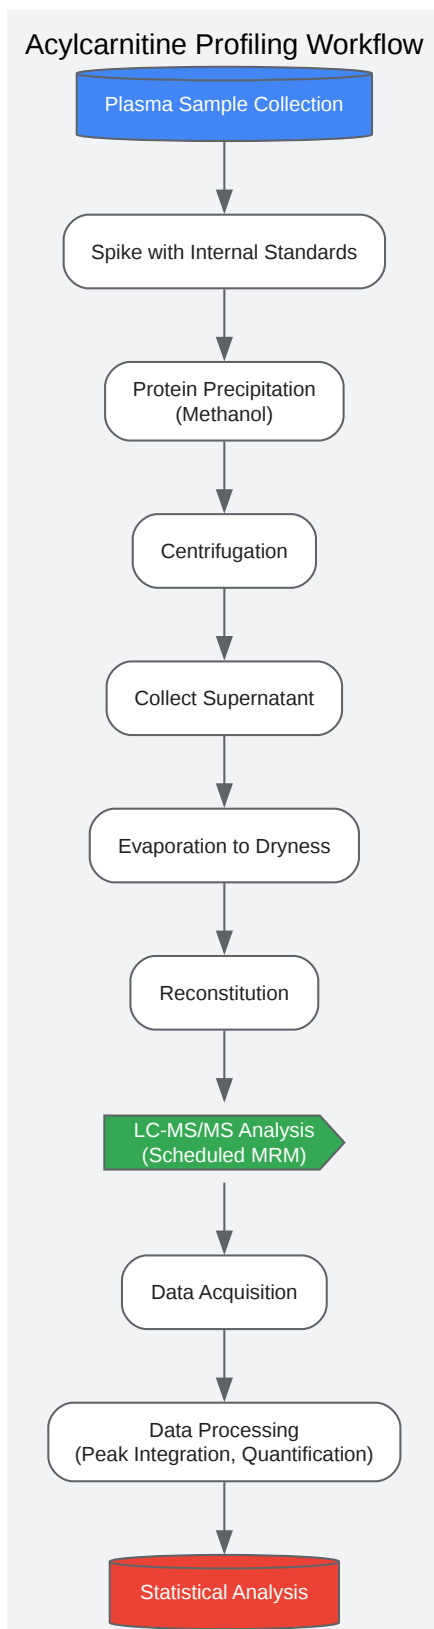 Acylcarnitine Profiling Workflow
Plasma Sample Collection
Spike with Internal Standards
Protein Precipitation
(Methanol)
Centrifugation
Collect Supernatant
Evaporation to Dryness
Reconstitution
LC-MS/MS Analysis
(Scheduled MRM)
Data Acquisition
Data Processing
(Peak Integration, Quantification)
Statistical Analysis